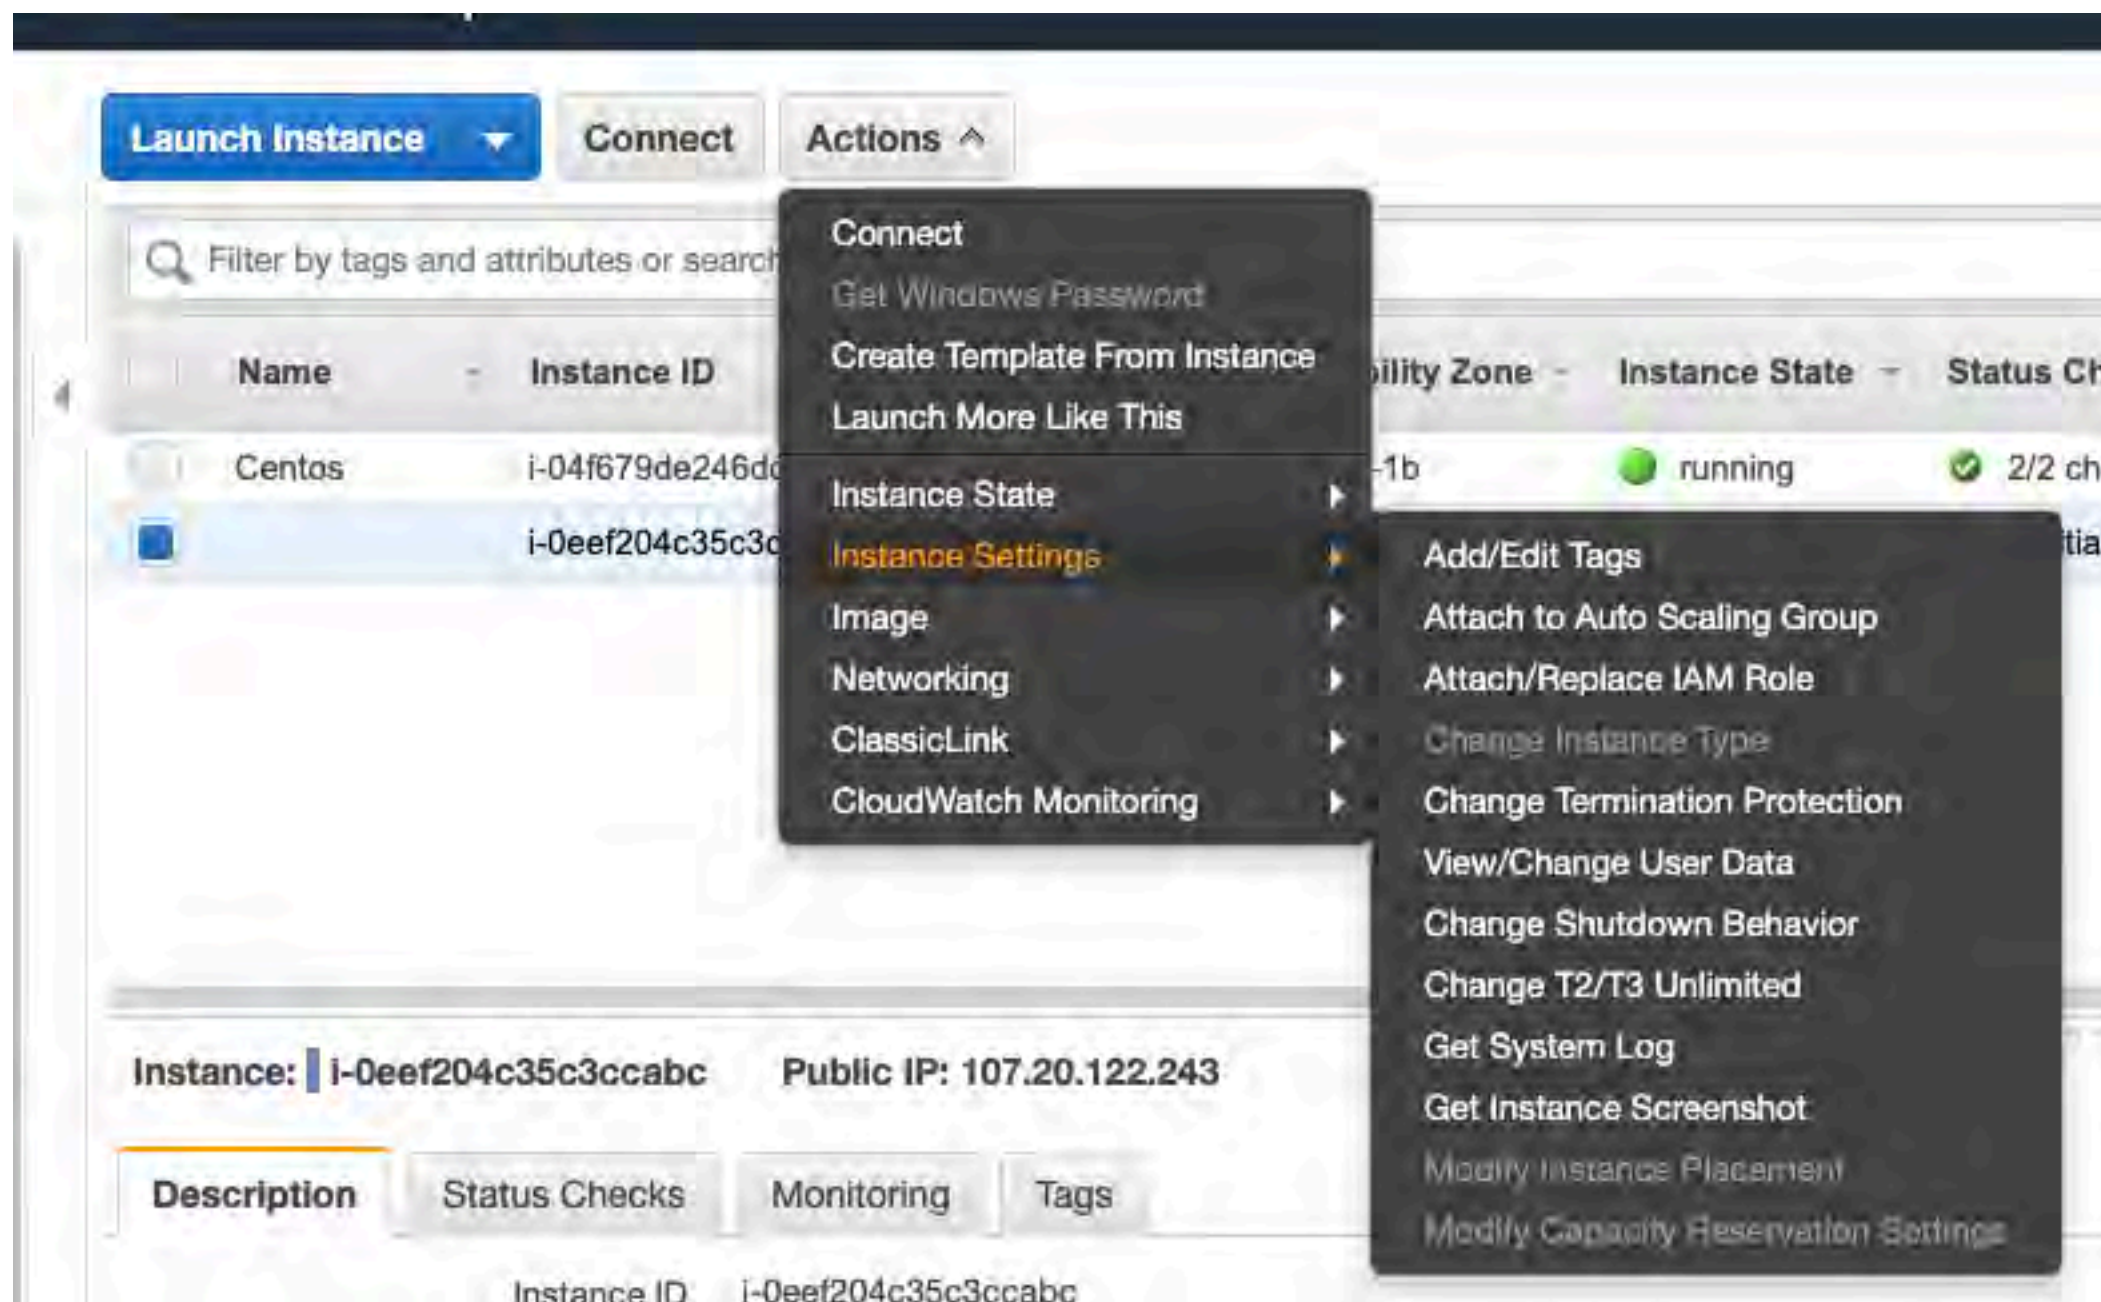 Launch Instance
Connect
Actions
Filter by tags and attributes or search
Name
Instance ID
bility Zone
Instance State
Status Ch
Centos
i-04f679de246dc
-1b
running
2/2 ch
i-0eef204c35c3c
tia
Connect
Get Windows Password
Create Template From Instance
Launch More Like This
Instance State
Instance Settings
Image
Networking
ClassicLink
CloudWatch Monitoring
Add/Edit Tags
Attach to Auto Scaling Group
Attach/Replace IAM Role
Change Instance Type
Change Termination Protection
View/Change User Data
Change Shutdown Behavior
Change T2/T3 Unlimited
Get System Log
Get Instance Screenshot
Modify Instance Placement
Modify Capacity Reservation Settings
Instance: i-0eef204c35c3ccabc Public IP: 107.20.122.243
Description
Status Checks
Monitoring
Tags
Instance ID i-0eef204c35c3ccabc